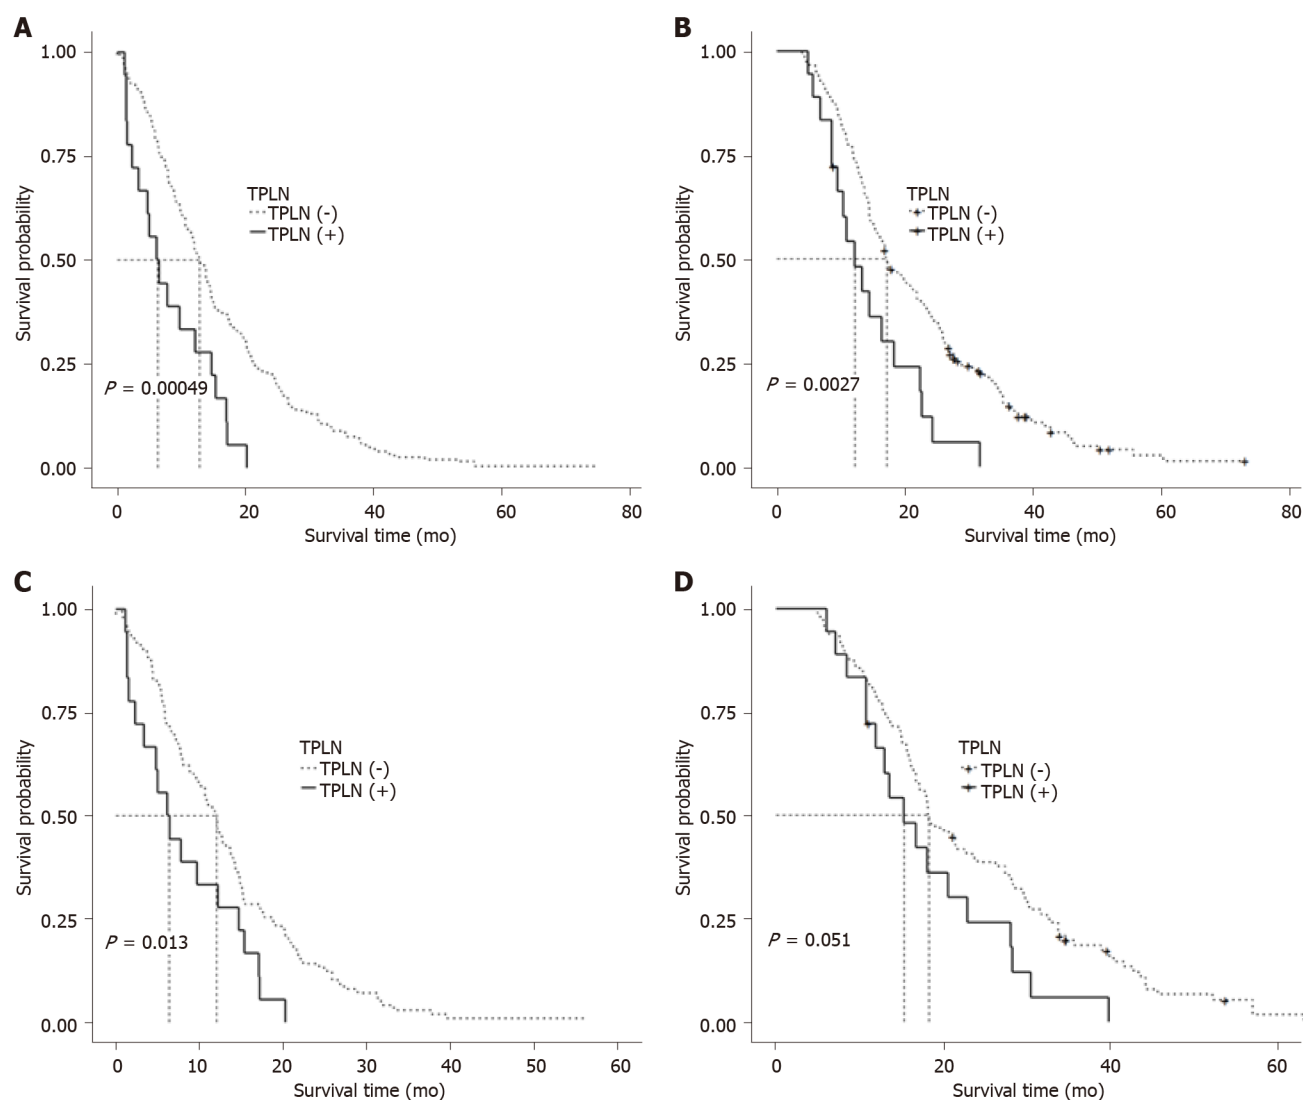 A
1.00
0.75
0.50
0.25
0.00
Survival probability
TPLN
TPLN (-)
TPLN (+)
P = 0.00049
0 20 40 60 80
Survival time (mo)
B
1.00
0.75
0.50
0.25
0.00
Survival probability
TPLN
TPLN (-)
TPLN (+)
P = 0.0027
0 20 40 60 80
Survival time (mo)
C
1.00
0.75
0.50
0.25
0.00
Survival probability
TPLN
TPLN (-)
TPLN (+)
P = 0.013
0 10 20 30 40 50 60
Survival time (mo)
D
1.00
0.75
0.50
0.25
0.00
Survival probability
TPLN
TPLN (-)
TPLN (+)
P = 0.051
0 20 40 60
Survival time (mo)